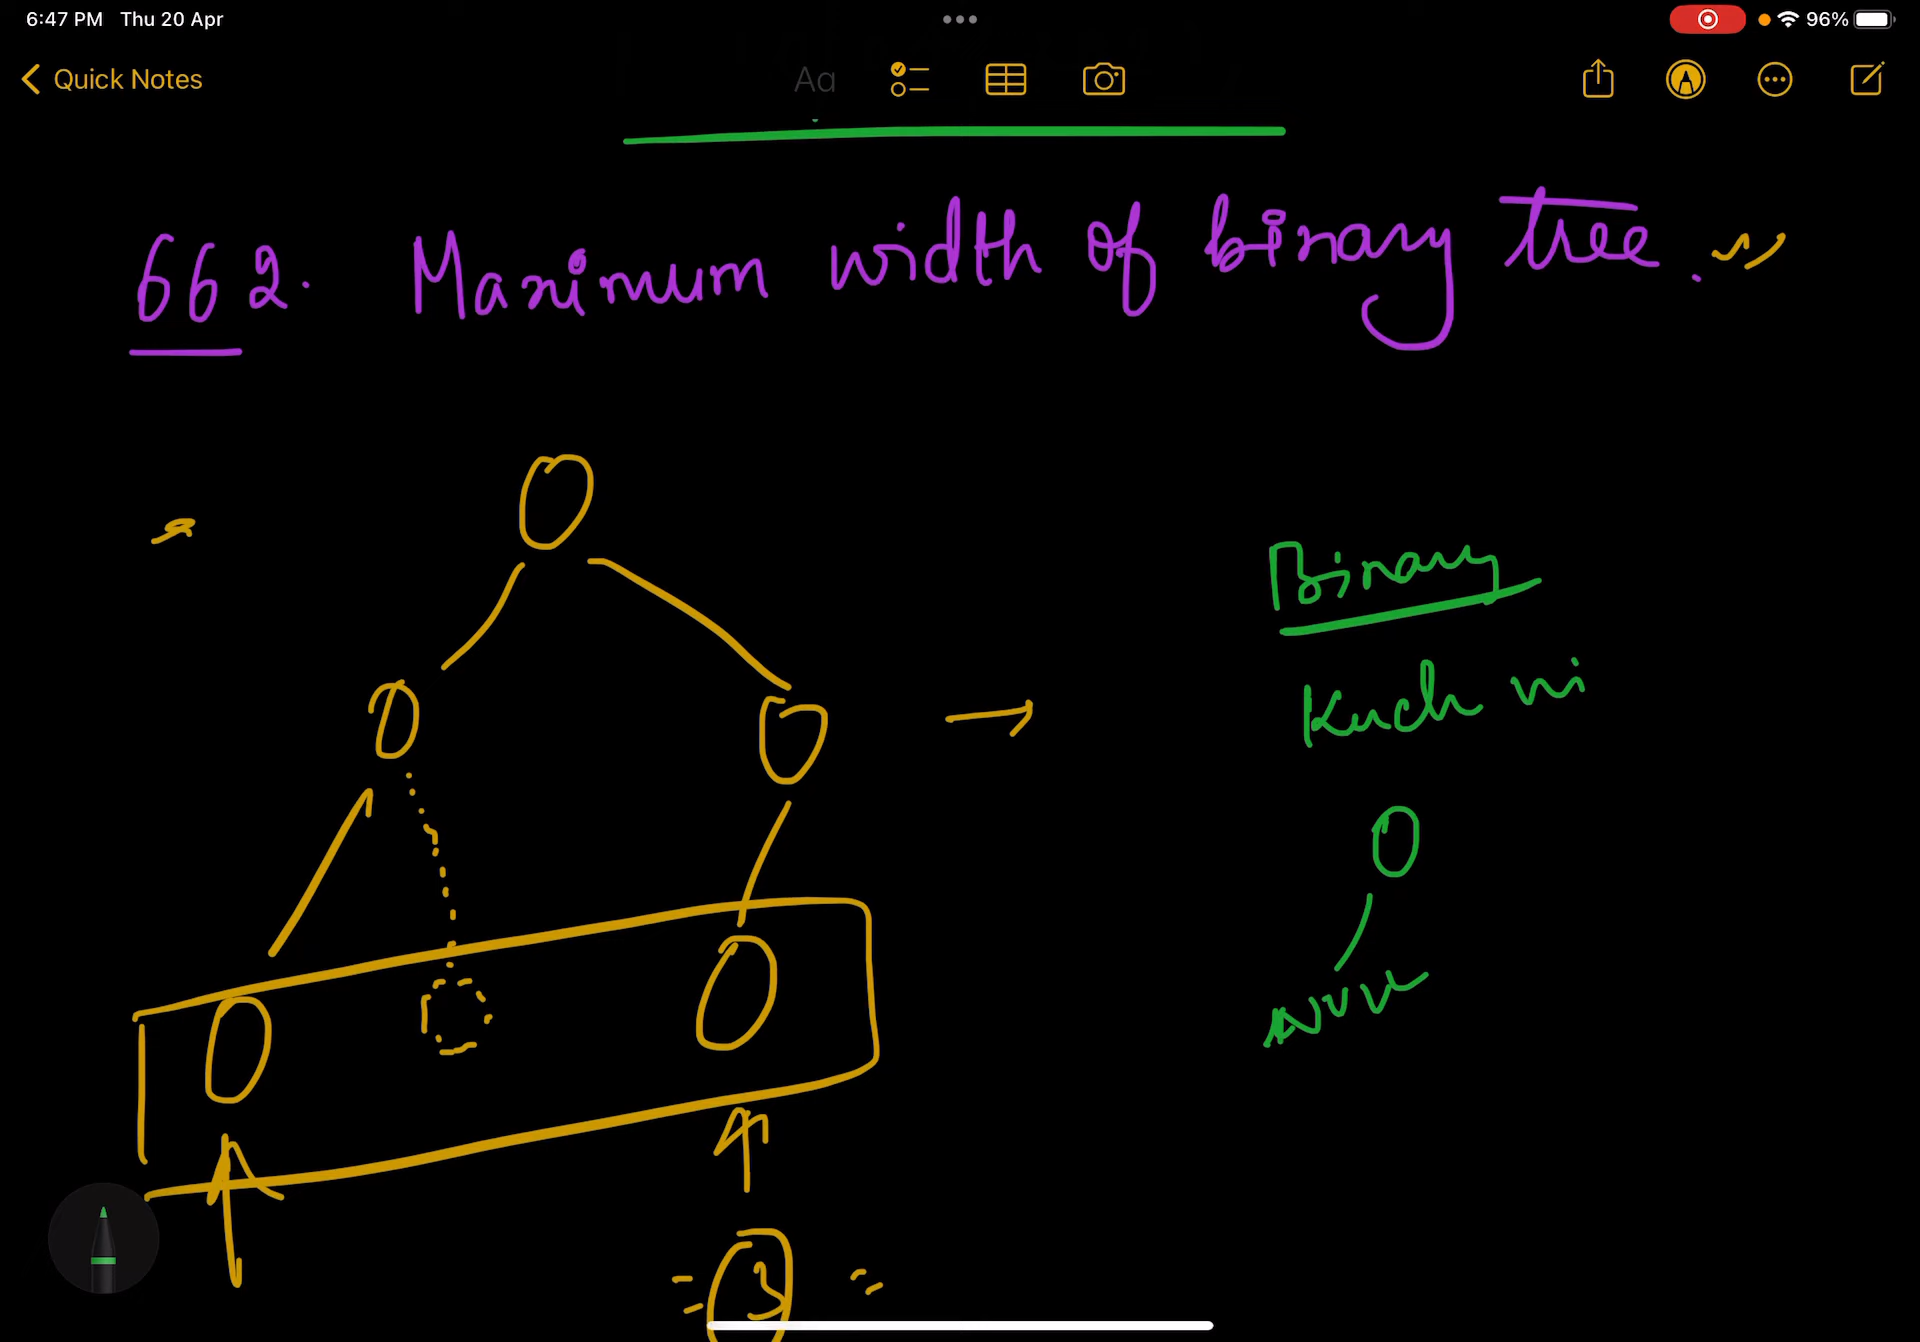 6:47 PM Thu 20 Apr
96%
Quick Notes
Aa
662. Maximum width of binary tree.
Binary
Kuch ni
3